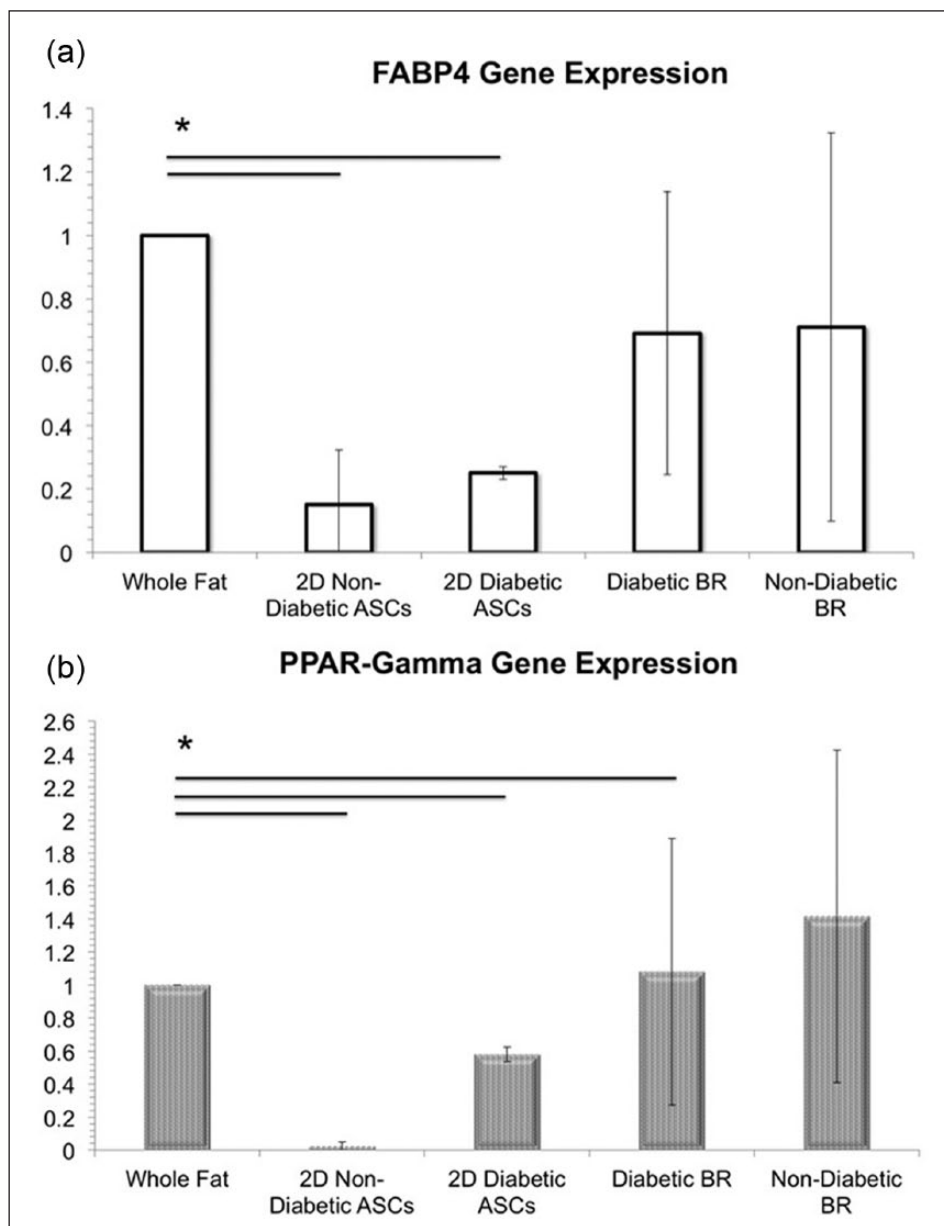 (a)
FABP4 Gene Expression
1.4
*
1.2
1
0.8
0.6
0.4
0.2
0
Whole Fat
2D Non-
Diabetic ASCs
2D Diabetic
ASCs
Diabetic BR
Non-Diabetic
BR
(b)
PPAR-Gamma Gene Expression
2.6
2.4
*
2.2
2
1.8
1.6
1.4
1.2
1
0.8
0.6
0.4
0.2
0
Whole Fat
2D Non-
Diabetic ASCs
2D Diabetic
ASCs
Diabetic BR
Non-Diabetic
BR